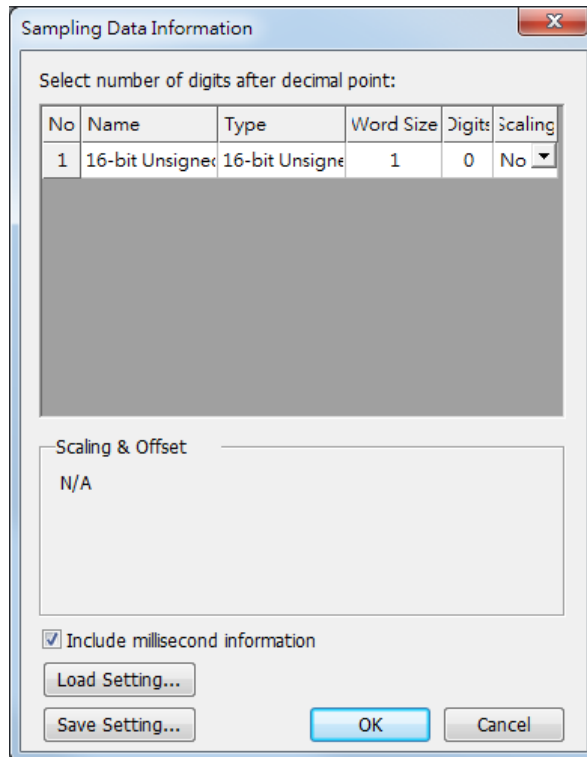 Sampling Data Information
Select number of digits after decimal point:
No Name Type Word Size Digits Scaling
1 16-bit Unsigned 16-bit Unsigne 1 0 No
Scaling & Offset
N/A
Include millisecond information
Load Setting...
Save Setting... OK Cancel